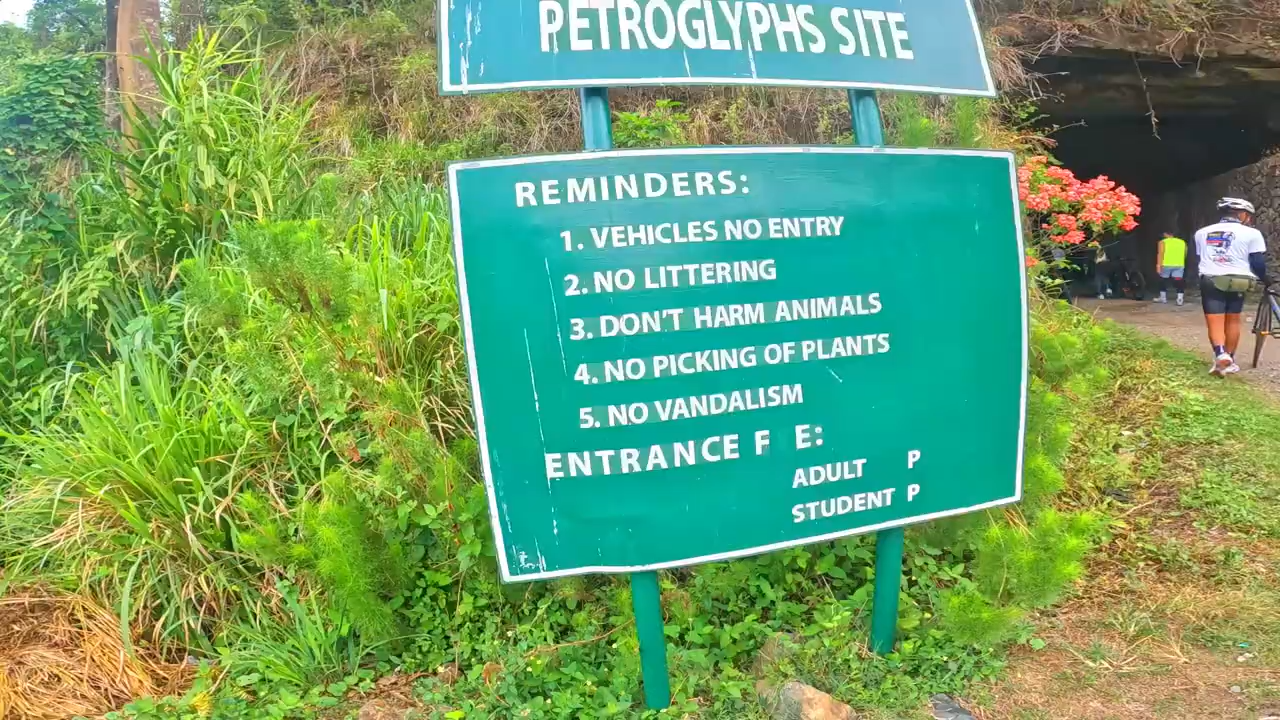 PETROGLYPHS SITE
REMINDERS:
1. VEHICLES NO ENTRY
2. NO LITTERING
3. DON'T HARM ANIMALS
4. NO PICKING OF PLANTS
5. NO VANDALISM
ENTRANCE F E:
ADULT P
STUDENT P